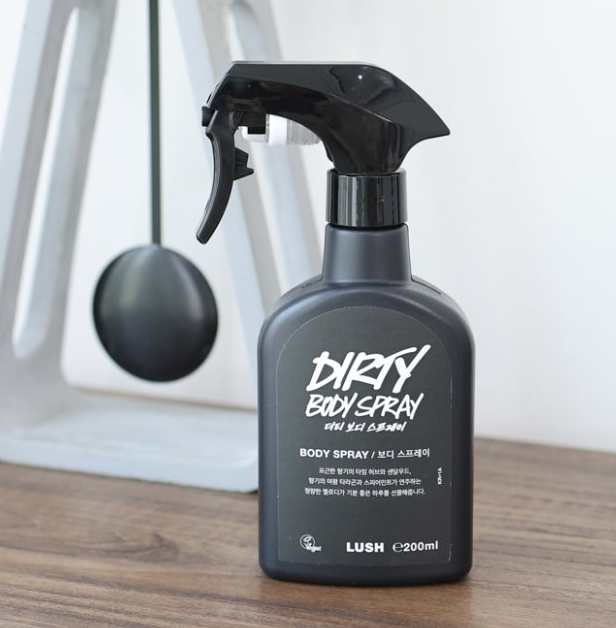 DIRTY
BODY SPRAY
더티 보디 스프레이
BODY SPRAY / 보디 스프레이
포근한 향기의 타임 허브와 샌달우드,
향기의 여왕 타라곤과 스피어민트가 연주하는
청량한 멜로디가 기분 좋은 하루를 선물해줍니다.
Vegan
LUSH ℮200ml